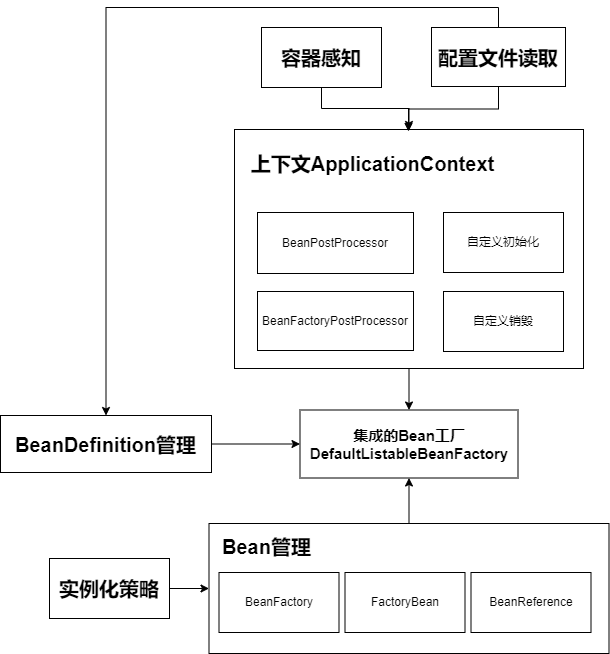 容器感知
配置文件读取
上下文ApplicationContext
BeanPostProcessor
自定义初始化
BeanFactoryPostProcessor
自定义销毁
BeanDefinition管理
集成的Bean工厂
DefaultListableBeanFactory
Bean管理
实例化策略
BeanFactory
FactoryBean
BeanReference